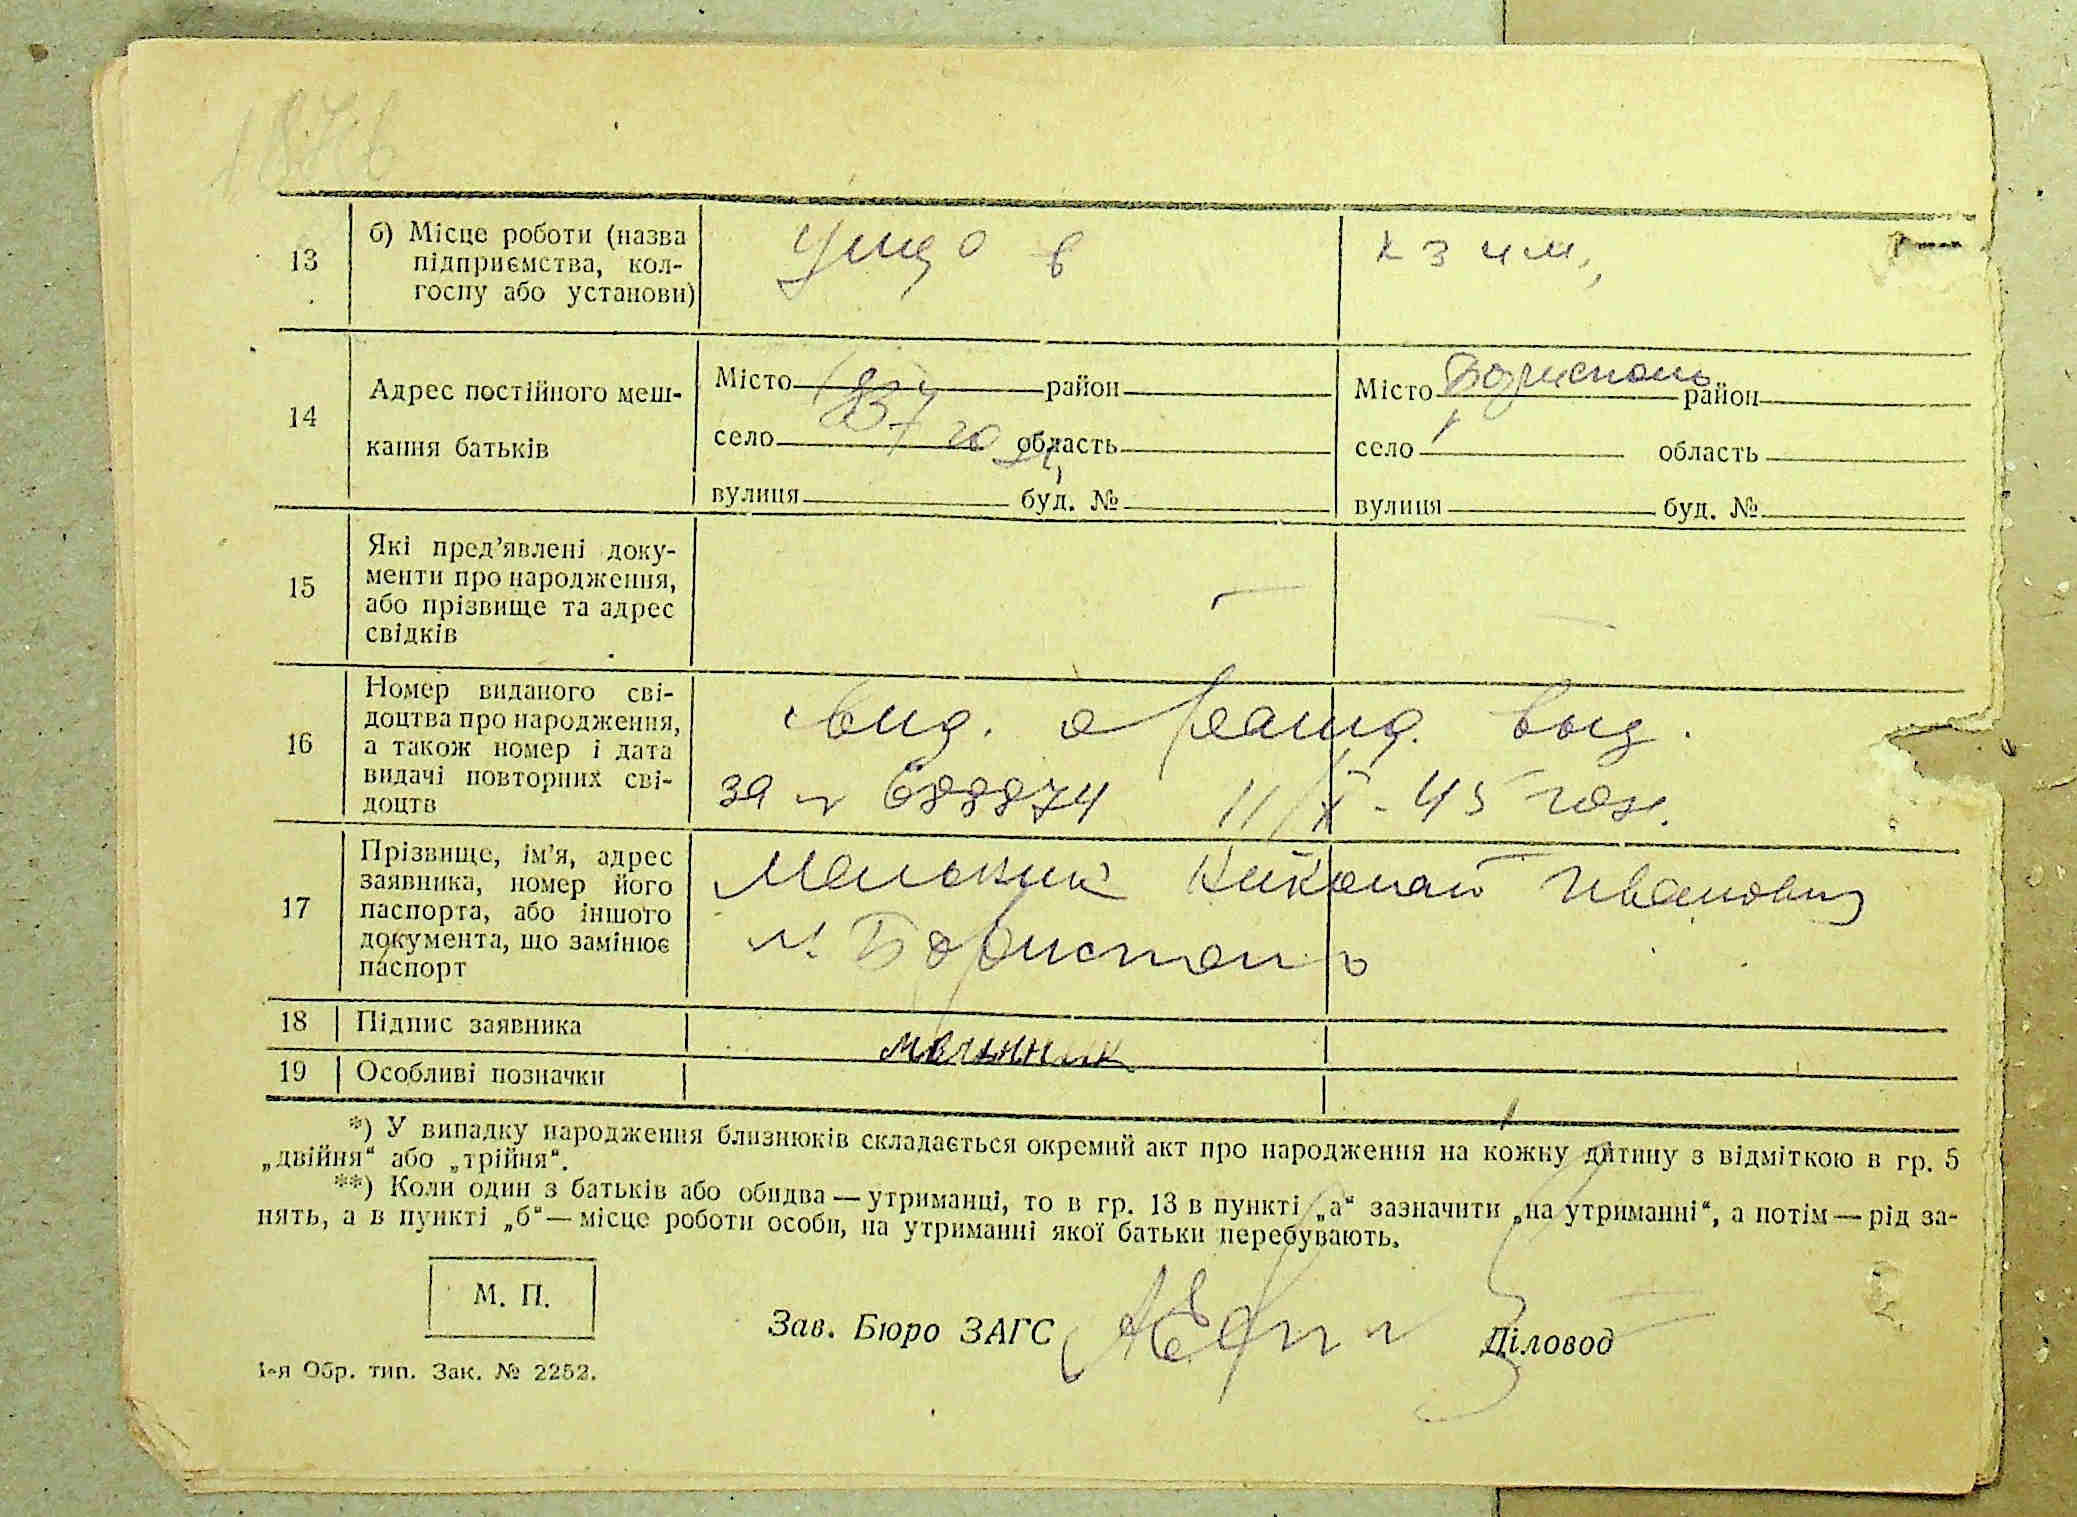 13
б) Місце роботи (назва
підприємства, кол-
госпу або установи)
14
Адрес постійного меш-
кання батьків
Місто район
село область
вулиця буд. №
Місто Борисполь район
село область
вулиця буд. №
15
Які пред’явлені доку-
менти про народження,
або прізвище та адрес
свідків
16
Номер виданого сві-
доцтва про народження,
а також номер і дата
видачі повторних сві-
доцтв
за № 688874 11/X - 45 год.
17
Прізвище, ім’я, адрес
заявника, номер його
паспорта, або іншого
документа, що замінює
паспорт
Мельник Николай Иванович
м. Борисполь
18 Підпис заявника
мельник
19 Особливі позначки
*) У випадку народження близнюків складається окремий акт про народження на кожну дитину з відміткою в гр. 5
„двійня“ або „трійня“.
**) Коли один з батьків або обидва — утриманці, то в гр. 13 в пункті „а“ зазначити „на утриманні“, а потім — рід за-
нять, а в пункті „б“ — місце роботи особи, на утриманні якої батьки перебувають.
М. П.
Зав. Бюро ЗАГС
Діловод
1-я Обр. тип. Зак. № 2252.